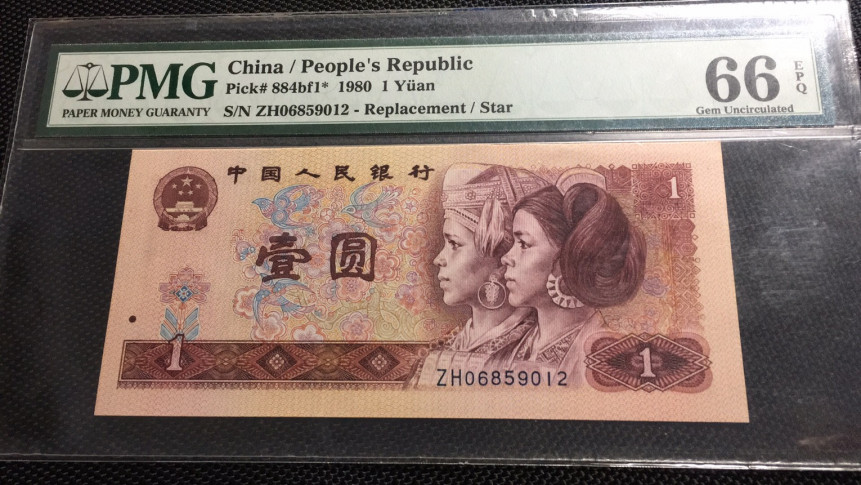 PMG
PAPER MONEY GUARANTY
China / People's Republic
Pick# 884bf1* 1980 1 Yüan
S/N ZH06859012 - Replacement / Star
66
EPQ
Gem Uncirculated
中国人民银行
1
壹圆
1
1
ZH06859012